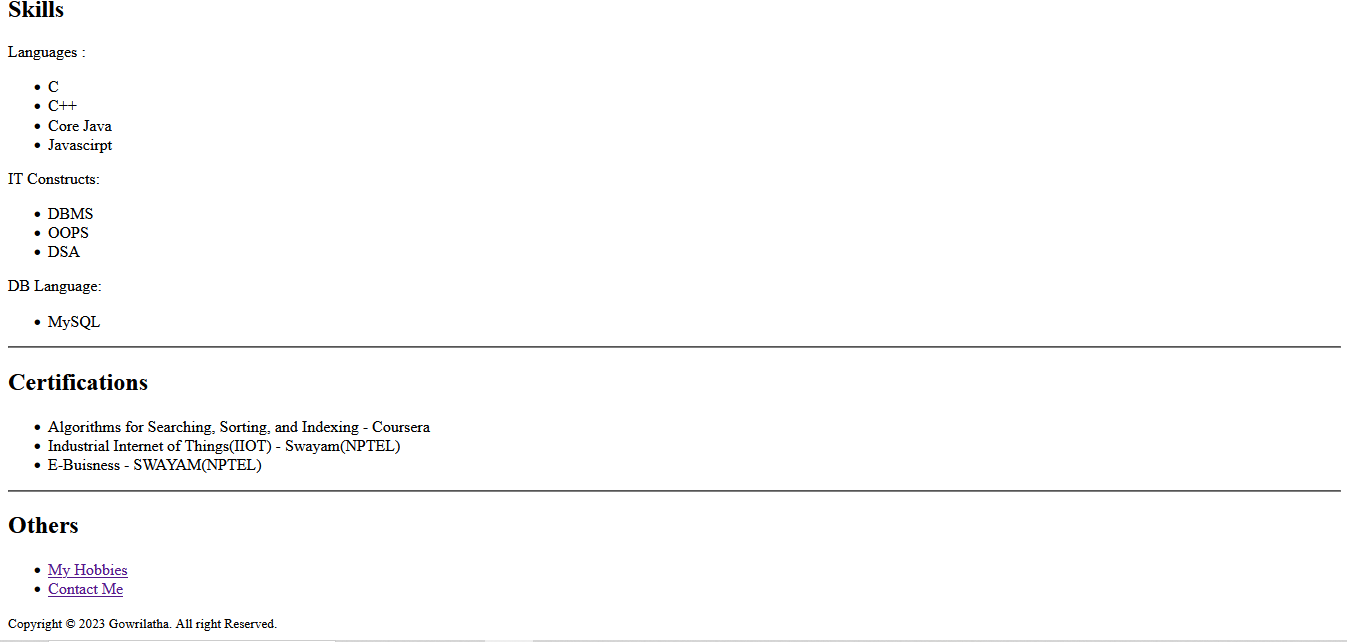 Skills
Languages :
C
C++
Core Java
Javascirpt
IT Constructs:
DBMS
OOPS
DSA
DB Language:
MySQL
Certifications
Algorithms for Searching, Sorting, and Indexing - Coursera
Industrial Internet of Things(IIOT) - Swayam(NPTEL)
E-Buisness - SWAYAM(NPTEL)
Others
My Hobbies
Contact Me
Copyright © 2023 Gowrilatha. All right Reserved.